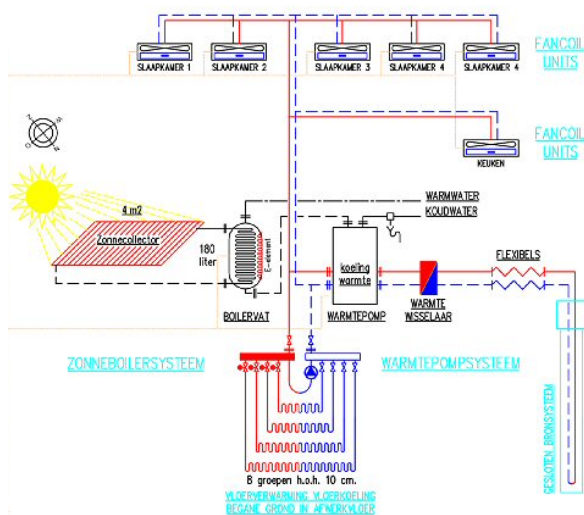 SLAAPKAMER 1
SLAAPKAMER 2
SLAAPKAMER 3
SLAAPKAMER 4
SLAAPKAMER 4
FANCOIL
UNITS
KEUKEN
FANCOIL
UNITS
4 m2
Zonnecollector
180
liter
E-element
WARMWATER
KOUDWATER
koeling
warmte
FLEXIBELS
BOILERVAT
WARMTEPOMP
WARMTE
WISSELAAR
ZONNEBOILERSYSTEEM
WARMTEPOMPSYSTEEM
GESLOTEN BRONSYSTEEM
8 groepen h.o.h. 10 cm.
VLOERVERWARMING VLOERKOELING
BEGANE GROND IN AFWERKVLOER